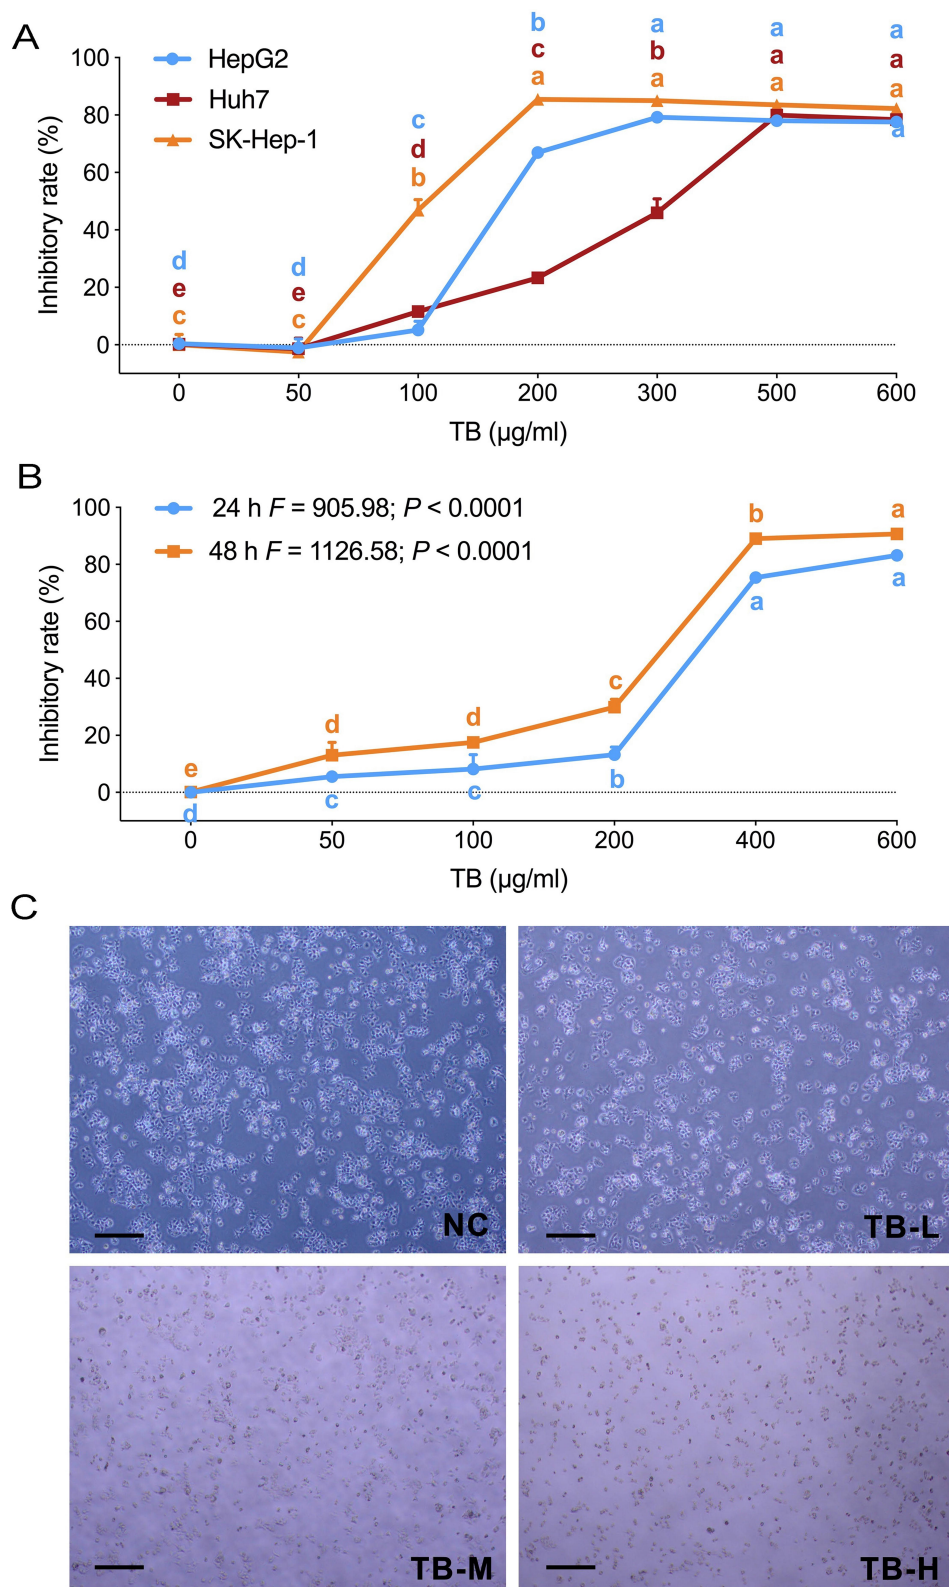 A
b a a a
c b a a
a a a a
100
HepG2
Huh7
SK-Hep-1
80
60
40
20
0
Inhibitory rate (%)
c
d
b
a
d d
e e
c c
0 50 100 200 300 500 600
TB (µg/ml)
B
100
24 h F = 905.98; P < 0.0001
48 h F = 1126.58; P < 0.0001
80
60
40
20
0
Inhibitory rate (%)
b a
a a
c
d d
b
e
c c
d
0 50 100 200 400 600
TB (µg/ml)
C
NC TB-L
TB-M TB-H